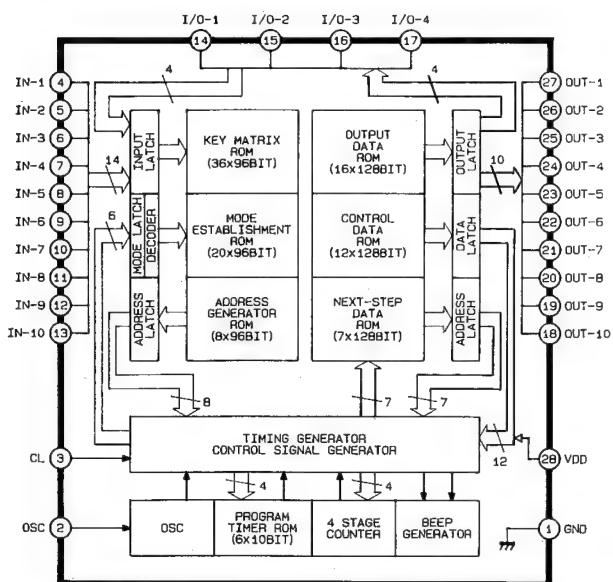 I/O-1 I/O-2 I/O-3 I/O-4
14 15 16 17
IN-1 4
IN-2 5
IN-3 6
IN-4 7
IN-5 8
IN-6 9
IN-7 10
IN-8 11
IN-9 12
IN-10 13
4
14
6
INPUT
LATCH
MODE LATCH
DECODER
ADDRESS
LATCH
KEY MATRIX
ROM
(36x96BIT)
MODE
ESTABLISHMENT
ROM
(20x96BIT)
ADDRESS
GENERATOR
ROM
(8x96BIT)
OUTPUT
DATA
ROM
(16x128BIT)
CONTROL
DATA
ROM
(12x128BIT)
NEXT-STEP
DATA
ROM
(7x128BIT)
OUTPUT
LATCH
DATA
LATCH
ADDRESS
LATCH
4
10
27 OUT-1
26 OUT-2
25 OUT-3
24 OUT-4
23 OUT-5
22 OUT-6
21 OUT-7
20 OUT-8
19 OUT-9
18 OUT-10
8 7 7
CL 3
TIMING GENERATOR
CONTROL SIGNAL GENERATOR
12
28 VDD
4 4
OSC 2
OSC
PROGRAM
TIMER ROM
(6x10BIT)
4 STAGE
COUNTER
BEEP
GENERATOR
1 GND